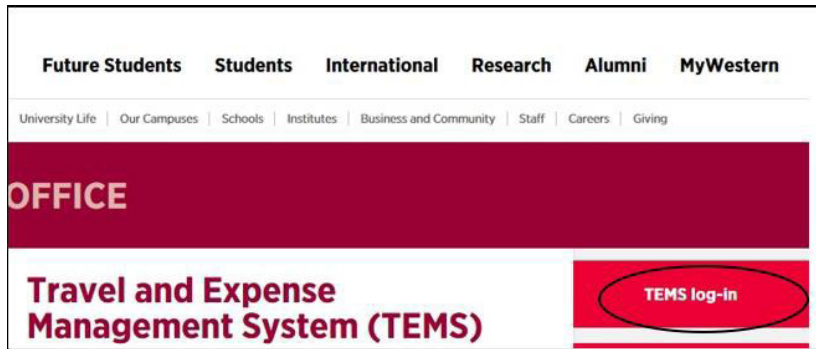 Future Students Students International Research Alumni MyWestern
University Life Our Campuses Schools Institutes Business and Community Staff Careers Giving
OFFICE
Travel and Expense
Management System (TEMS)
TEMS log-in